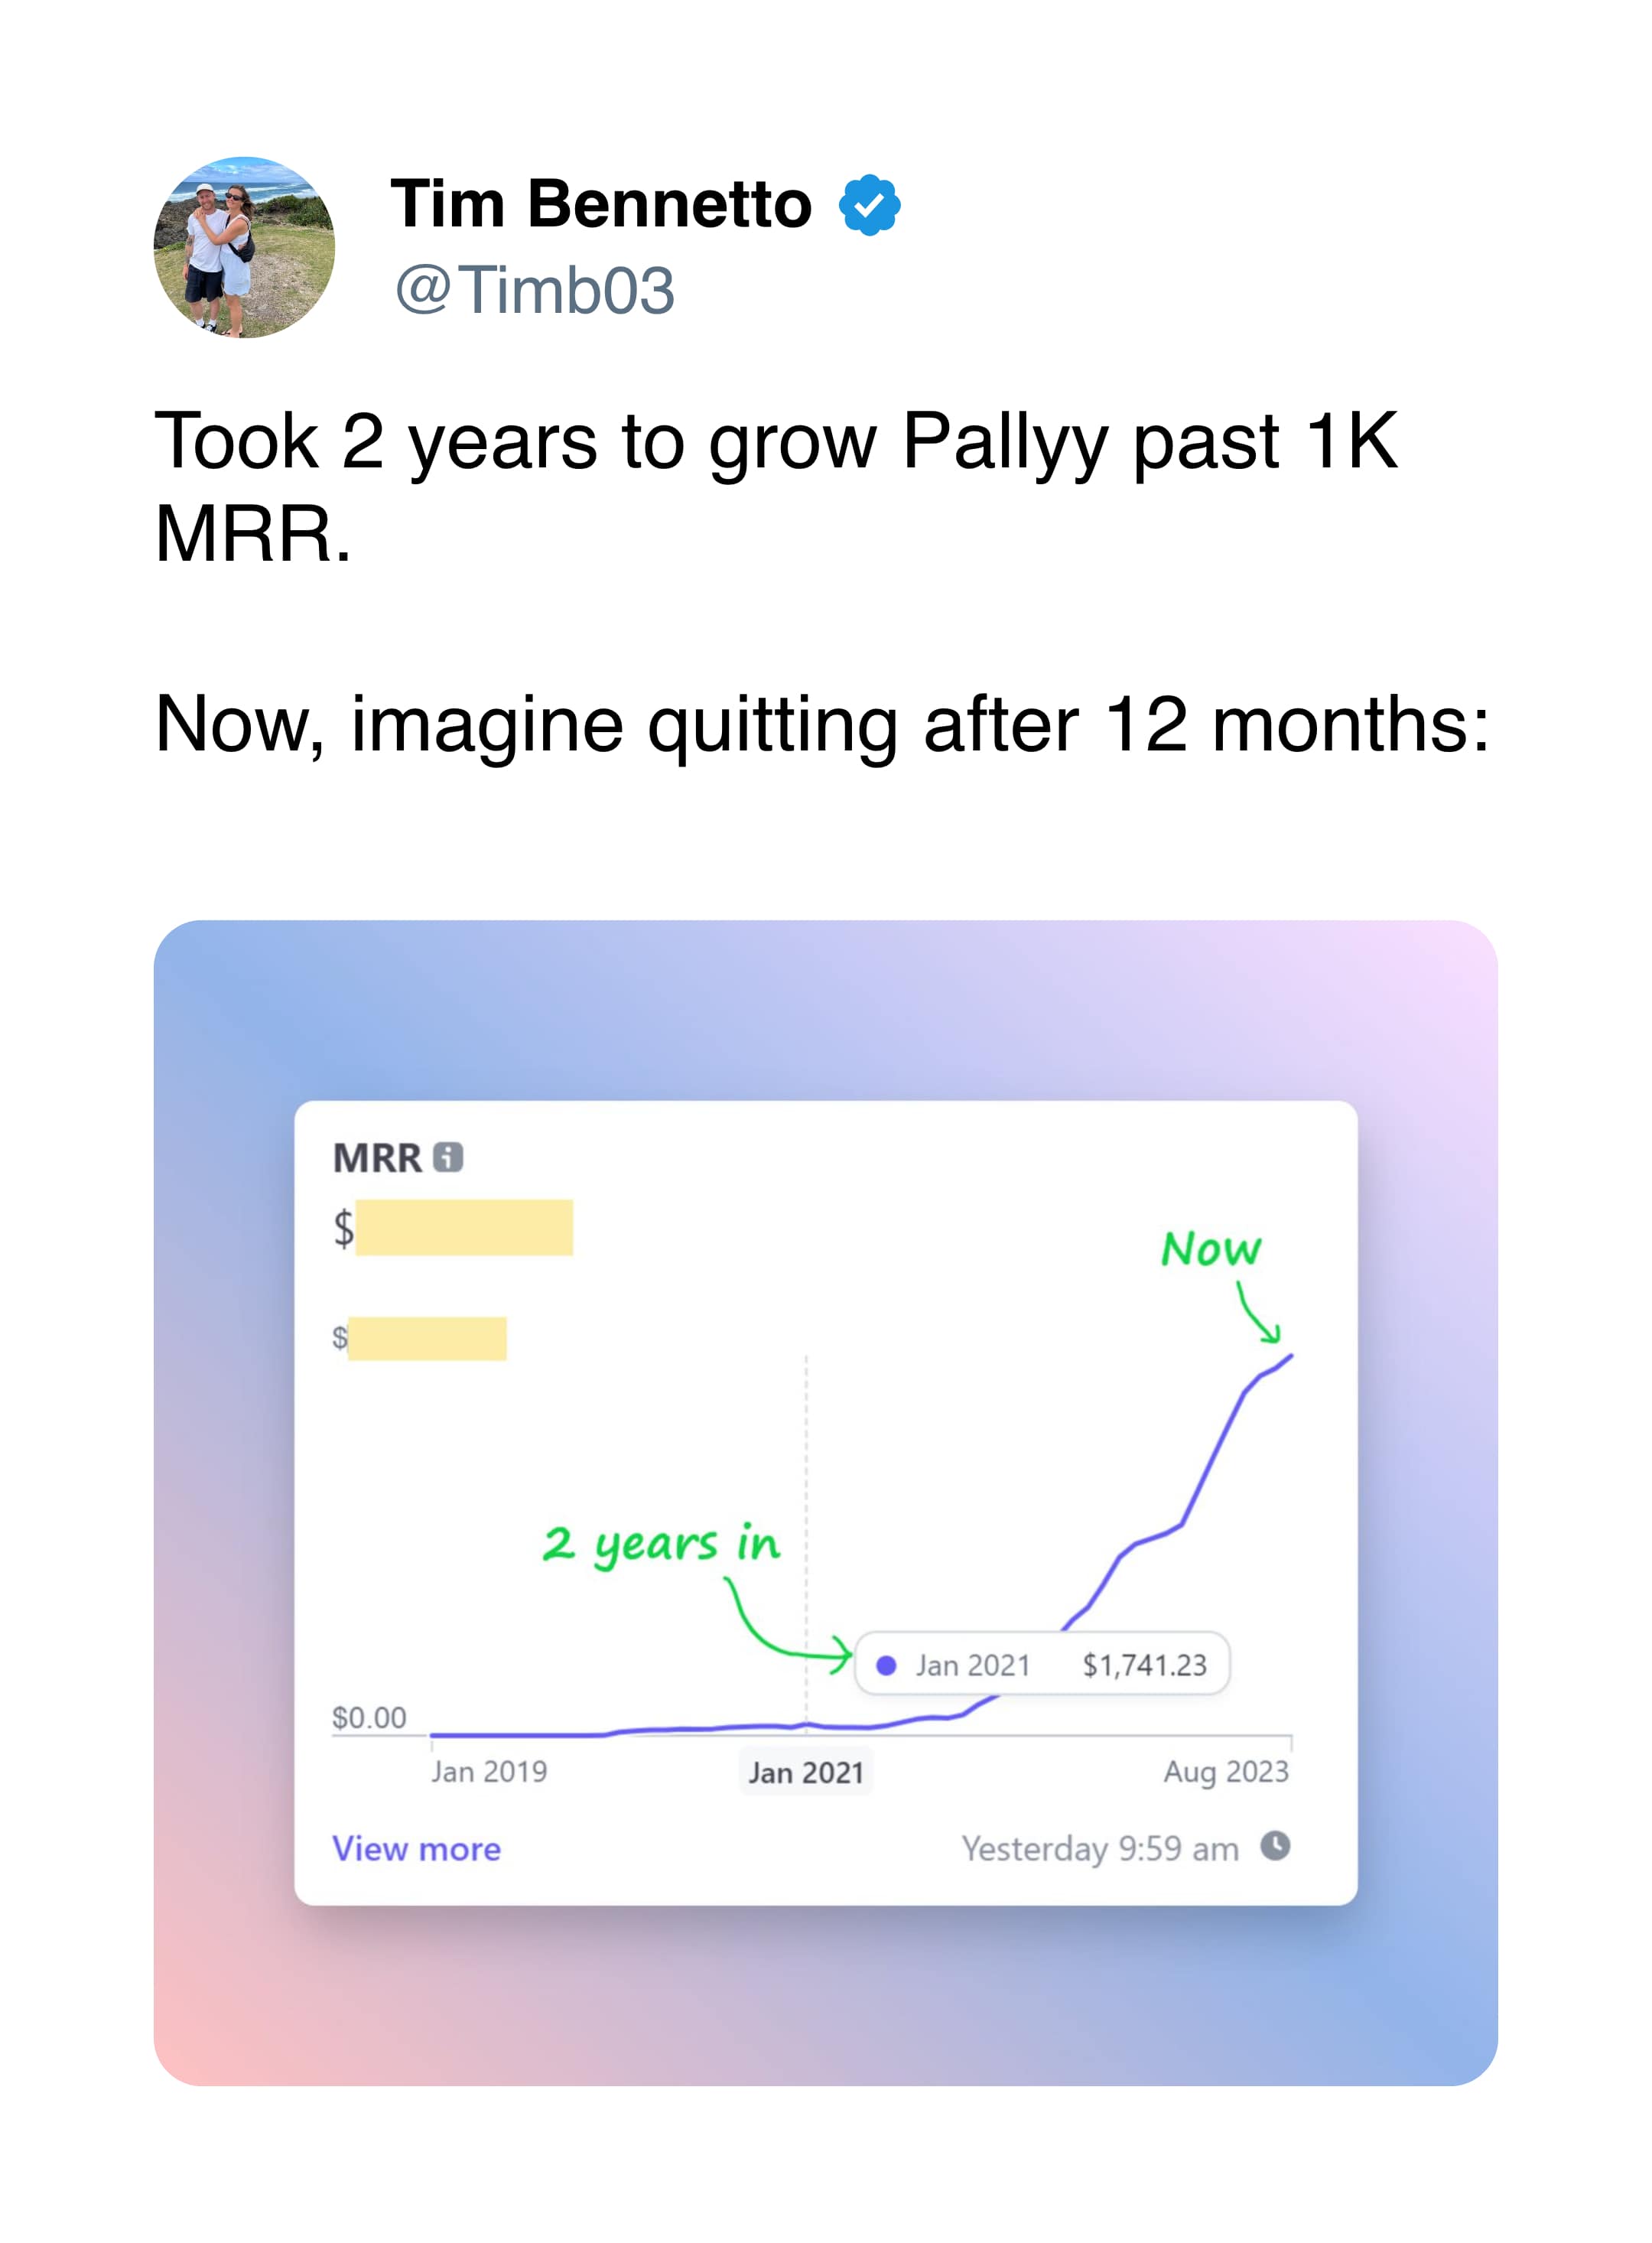 Tim Bennetto
@Timb03
Took 2 years to grow Pallyy past 1K
MRR.
Now, imagine quitting after 12 months:
MRR
$
$
Now
2 years in
Jan 2021 $1,741.23
$0.00
Jan 2019 Jan 2021 Aug 2023
View more Yesterday 9:59 am